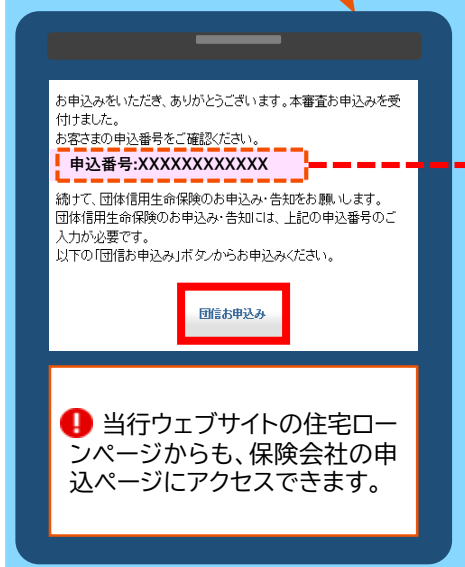 お申込みをいただき、ありがとうございます。本審査お申込みを受
付けました。
お客さまの申込番号をご確認ください。
申込番号:XXXXXXXXXXXX
続けて、団体信用生命保険のお申込み・告知をお願いします。
団体信用生命保険のお申込み・告知には、上記の申込番号のご
入力が必要です。
以下の「団信お申込み」ボタンからお申込みください。
団信お申込み
! 当行ウェブサイトの住宅ロー
ンページからも、保険会社の申
込ページにアクセスできます。